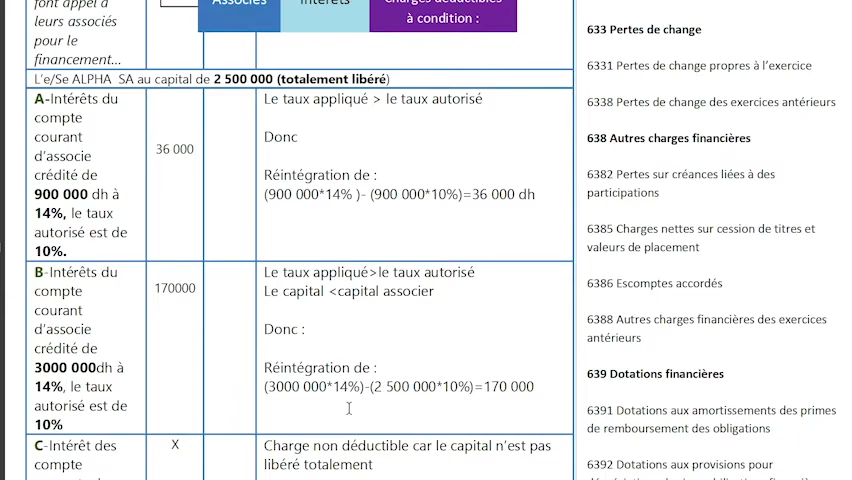 font appel à
leurs associés
pour le
financement...
Associés
Intérêts
Charges déductibles
à condition :
L'e/Se ALPHA SA au capital de 2 500 000 (totalement libéré)
A-Intérêts du
compte
courant
d'associe
crédité de
900 000 dh à
14%, le taux
autorisé est de
10%.
36 000
Le taux appliqué > le taux autorisé
Donc
Réintégration de :
(900 000*14% )- (900 000*10%)=36 000 dh
B-Intérêts du
compte
courant
d'associe
crédité de
3000 000dh à
14%, le taux
autorisé est de
10%
170000
Le taux appliqué>le taux autorisé
Le capital <capital associer
Donc :
Réintégration de :
(3000 000*14%)-(2 500 000*10%)=170 000
C-Intérêt des
compte
X
Charge non déductible car le capital n'est pas
libéré totalement
633 Pertes de change
6331 Pertes de change propres à l'exercice
6338 Pertes de change des exercices antérieurs
638 Autres charges financières
6382 Pertes sur créances liées à des
participations
6385 Charges nettes sur cession de titres et
valeurs de placement
6386 Escomptes accordés
6388 Autres charges financières des exercices
antérieurs
639 Dotations financières
6391 Dotations aux amortissements des primes
de remboursement des obligations
6392 Dotations aux provisions pour